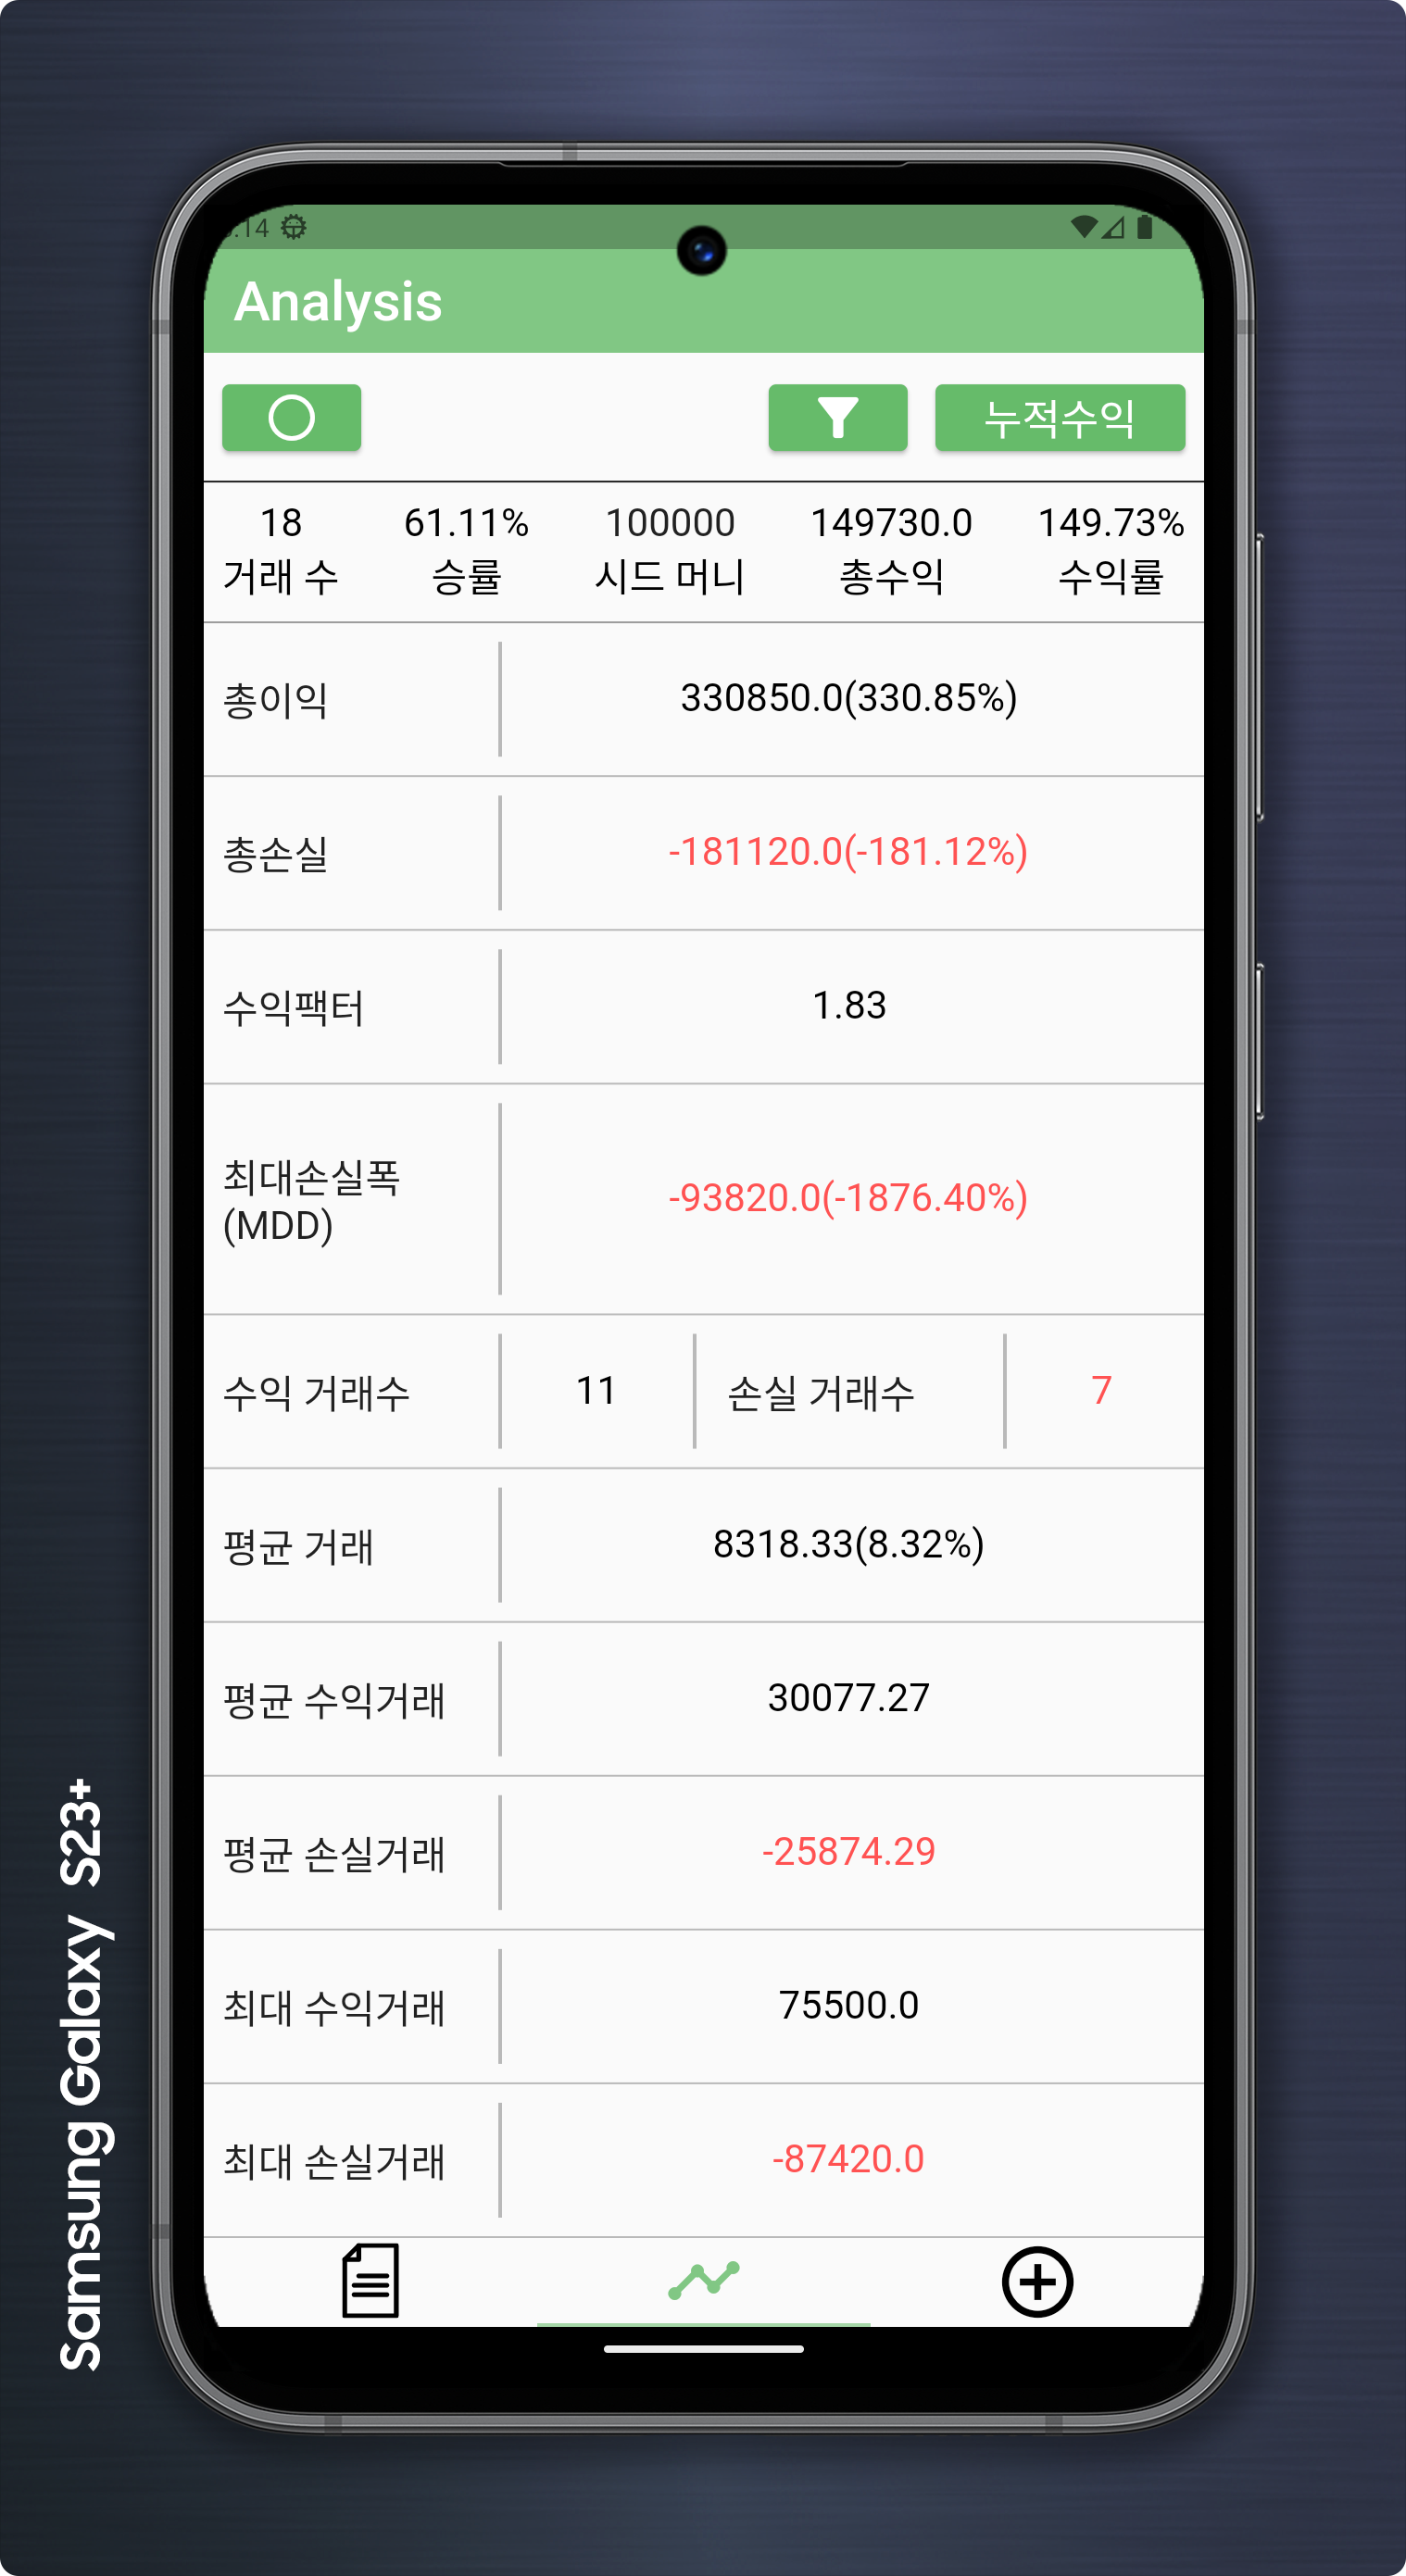 :14
Analysis
누적수익
18 61.11% 100000 149730.0 149.73%
거래 수 승률 시드 머니 총수익 수익률
총이익 330850.0(330.85%)
총손실 -181120.0(-181.12%)
수익팩터 1.83
최대손실폭
(MDD) -93820.0(-1876.40%)
수익 거래수 11 손실 거래수 7
평균 거래 8318.33(8.32%)
평균 수익거래 30077.27
평균 손실거래 -25874.29
최대 수익거래 75500.0
최대 손실거래 -87420.0
Samsung Galaxy S23+